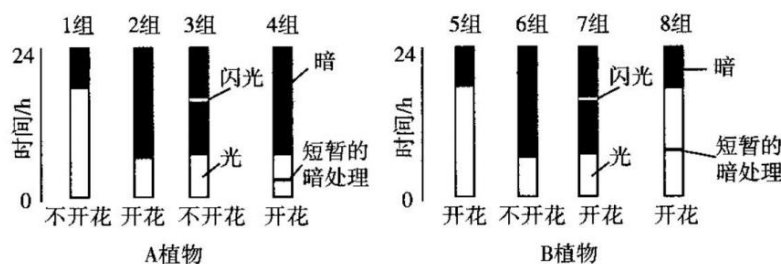 1组 2组 3组 4组
24
时间/h
0
暗
闪光
光
短暂的
暗处理
不开花 开花 不开花 开花
A植物
5组 6组 7组 8组
24
时间/h
0
暗
闪光
光
短暂的
暗处理
开花 不开花 开花 开花
B植物